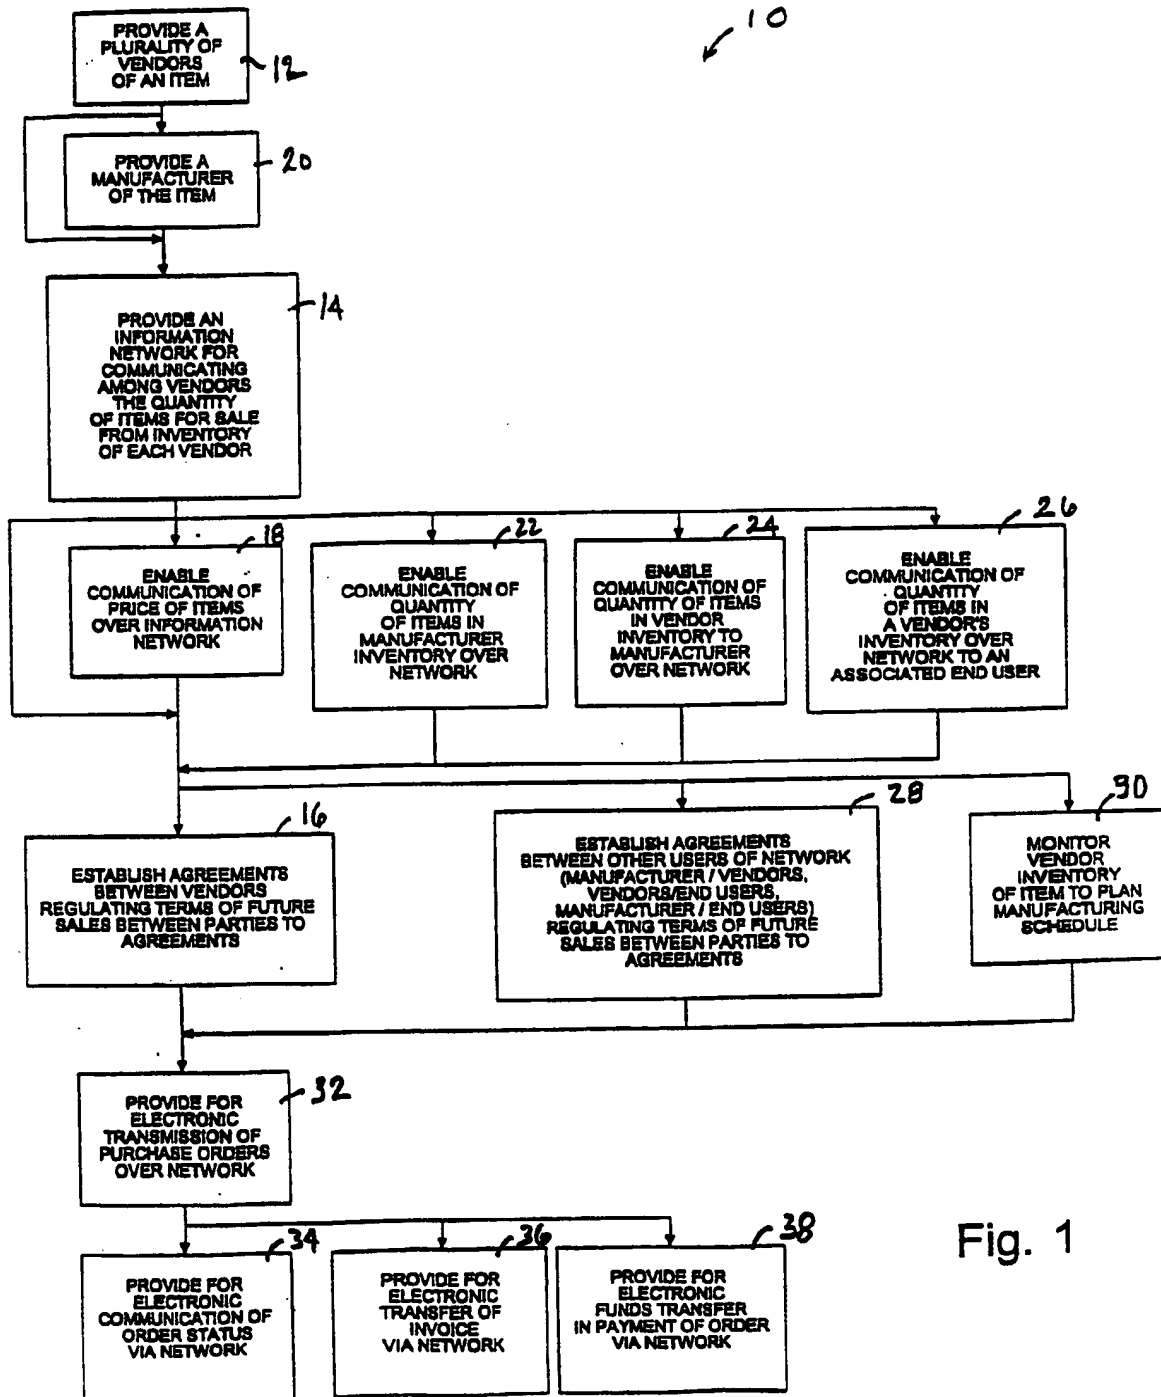 10
PROVIDE A
PLURALITY OF
VENDORS
OF AN ITEM
12
PROVIDE A
MANUFACTURER
OF THE ITEM
20
PROVIDE AN
INFORMATION
NETWORK FOR
COMMUNICATING
AMONG VENDORS
THE QUANTITY
OF ITEMS FOR SALE
FROM INVENTORY
OF EACH VENDOR
14
ENABLE
COMMUNICATION OF
PRICE OF ITEMS
OVER INFORMATION
NETWORK
18
ENABLE
COMMUNICATION OF
QUANTITY
OF ITEMS IN
MANUFACTURER
INVENTORY OVER
NETWORK
22
ENABLE
COMMUNICATION OF
QUANTITY OF ITEMS
IN VENDOR
INVENTORY TO
MANUFACTURER
OVER NETWORK
24
ENABLE
COMMUNICATION OF
QUANTITY
OF ITEMS IN
A VENDOR'S
INVENTORY OVER
NETWORK TO AN
ASSOCIATED END USER
26
ESTABLISH AGREEMENTS
BETWEEN VENDORS
REGULATING TERMS OF FUTURE
SALES BETWEEN PARTIES TO
AGREEMENTS
16
ESTABLISH AGREEMENTS
BETWEEN OTHER USERS OF NETWORK
(MANUFACTURER / VENDORS,
VENDORS/END USERS,
MANUFACTURER / END USERS)
REGULATING TERMS OF FUTURE
SALES BETWEEN PARTIES TO
AGREEMENTS
28
MONITOR
VENDOR
INVENTORY
OF ITEM TO PLAN
MANUFACTURING
SCHEDULE
30
PROVIDE FOR
ELECTRONIC
TRANSMISSION OF
PURCHASE ORDERS
OVER NETWORK
32
PROVIDE FOR
ELECTRONIC
COMMUNICATION OF
ORDER STATUS
VIA NETWORK
34
PROVIDE FOR
ELECTRONIC
TRANSFER OF
INVOICE
VIA NETWORK
36
PROVIDE FOR
ELECTRONIC
FUNDS TRANSFER
IN PAYMENT OF ORDER
VIA NETWORK
38
Fig. 1